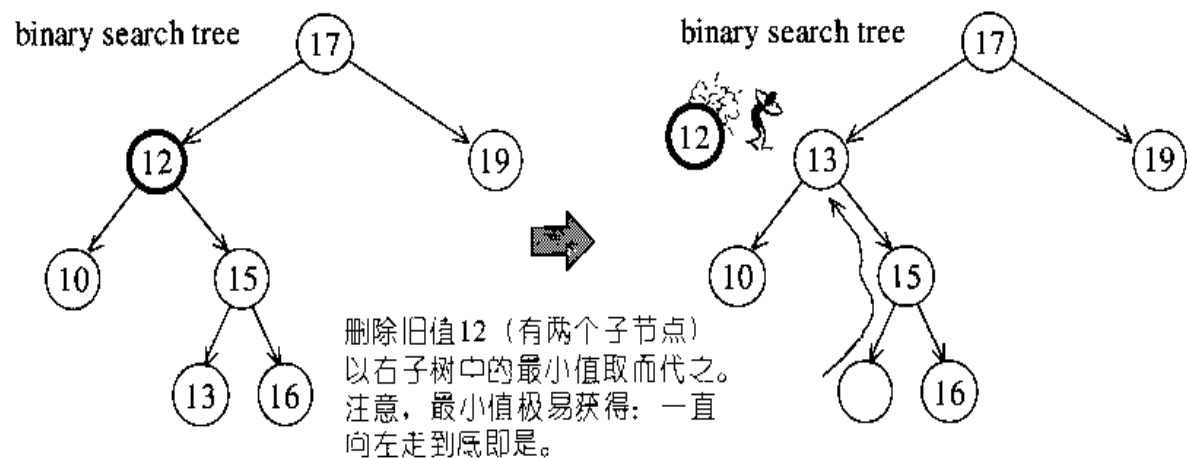 binary search tree
17
12
19
10
15
13
16
删除旧值12（有两个子节点）
以右子树中的最小值取而代之。
注意，最小值极易获得：一直
向左走到底即是。
binary search tree
17
12
13
19
10
15
16